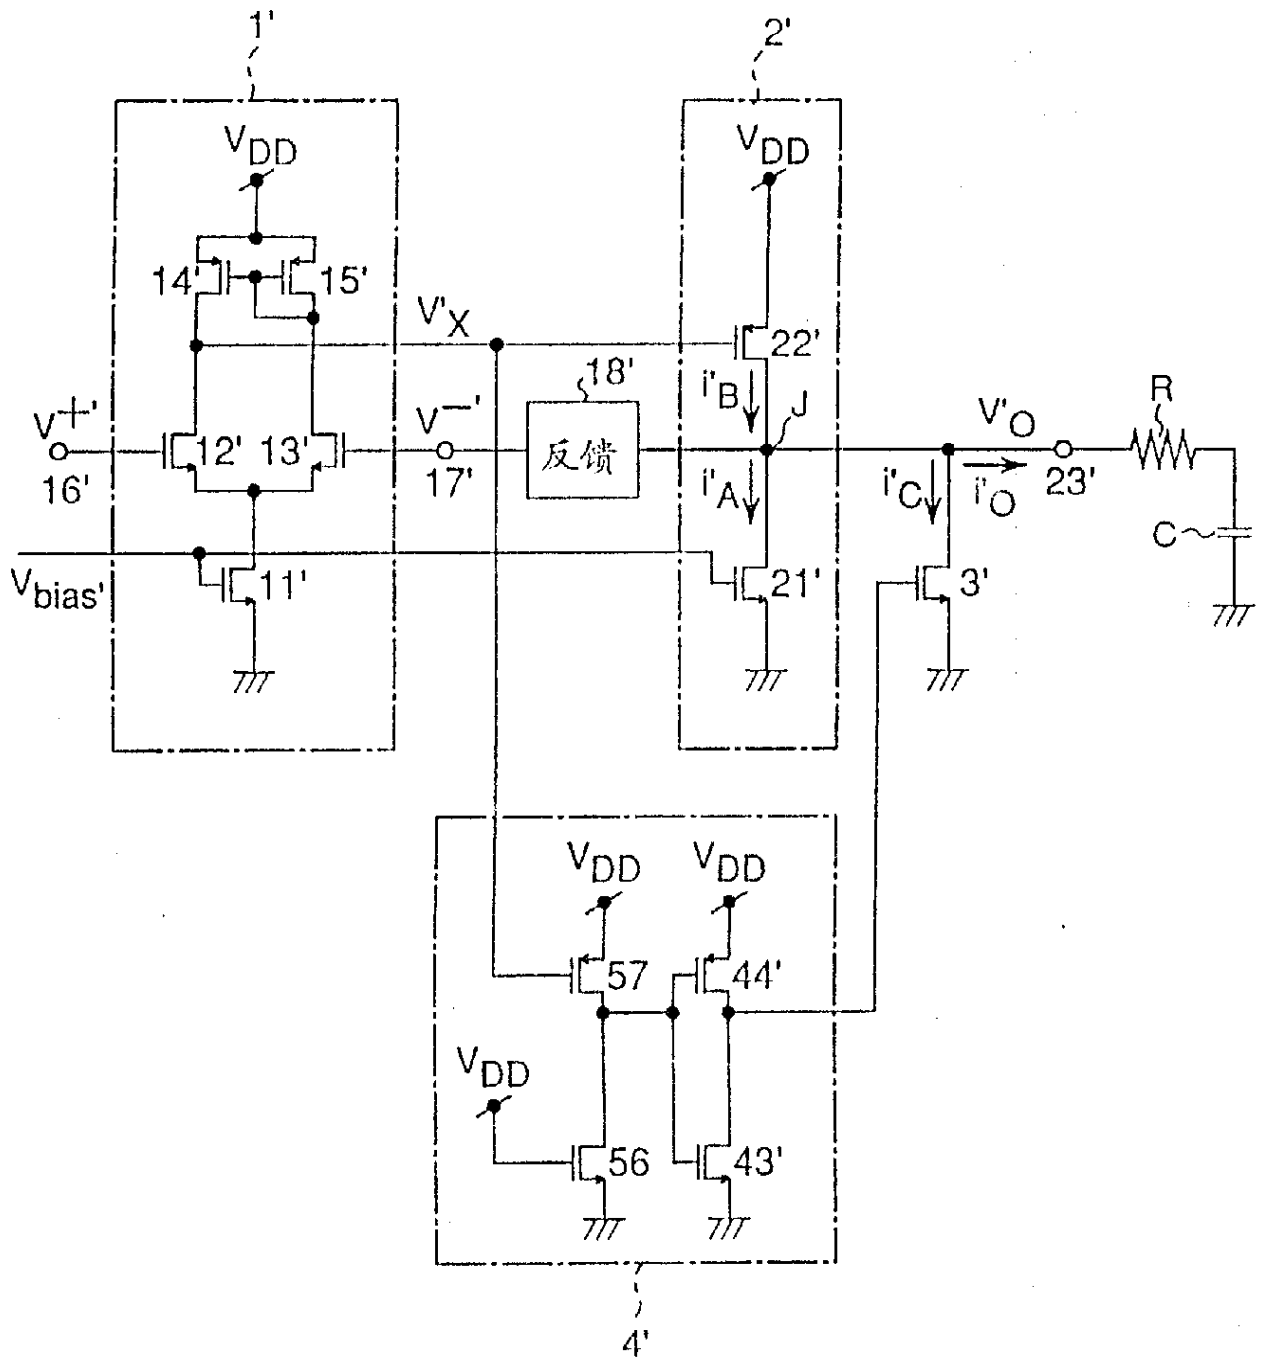 1'
2'
VDD
VDD
14'
15'
V'X
22'
18'
i'B
J
V+'
V−'
反馈
V'O
R
12'
13'
16'
17'
i'A
i'C
i'O
23'
C
Vbias'
11'
21'
3'
VDD
VDD
57
44'
VDD
56
43'
4'